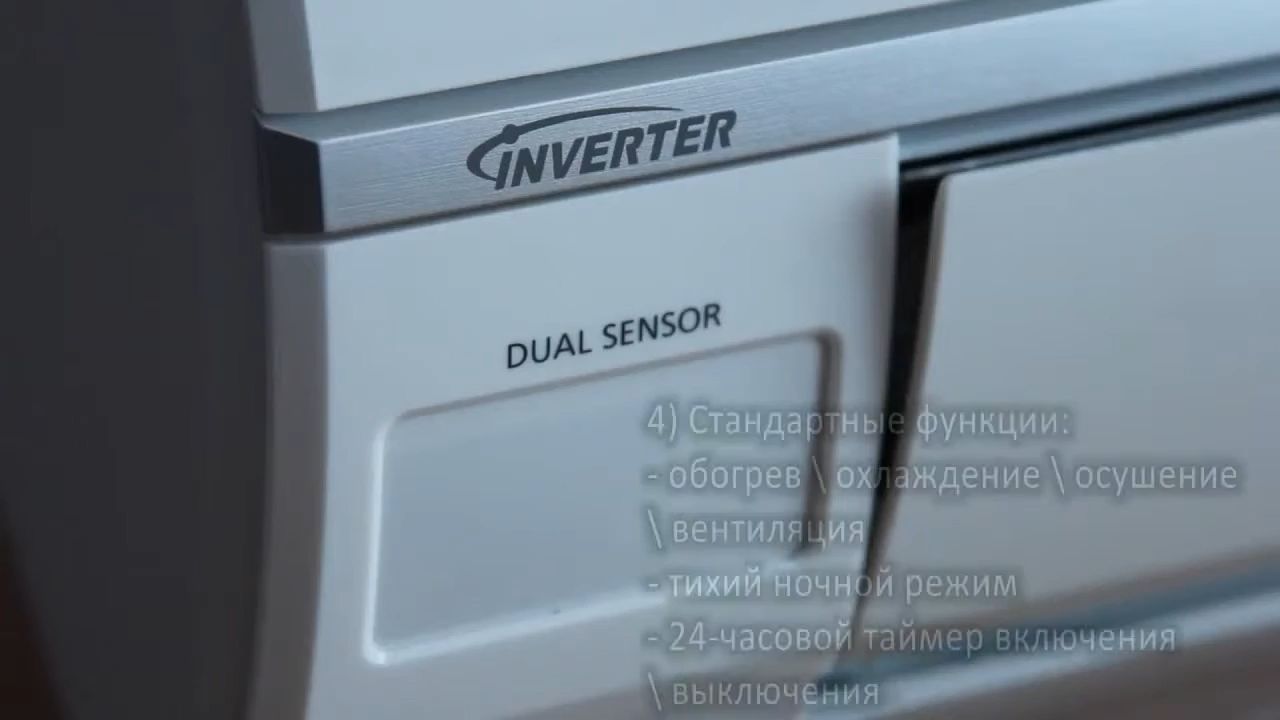 INVERTER
DUAL SENSOR
4) Стандартные функции:
- обогрев \ охлаждение \ осушение
\ вентиляция
- тихий ночной режим
- 24-часовой таймер включения
\ выключения